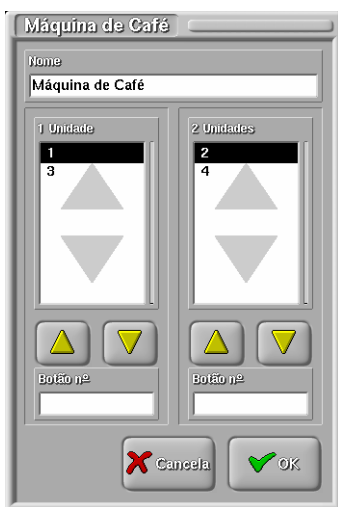 Máquina de Café
Nome
Máquina de Café
1 Unidade
1
3
2 Unidades
2
4
Botão nº
Botão nº
Cancela
OK